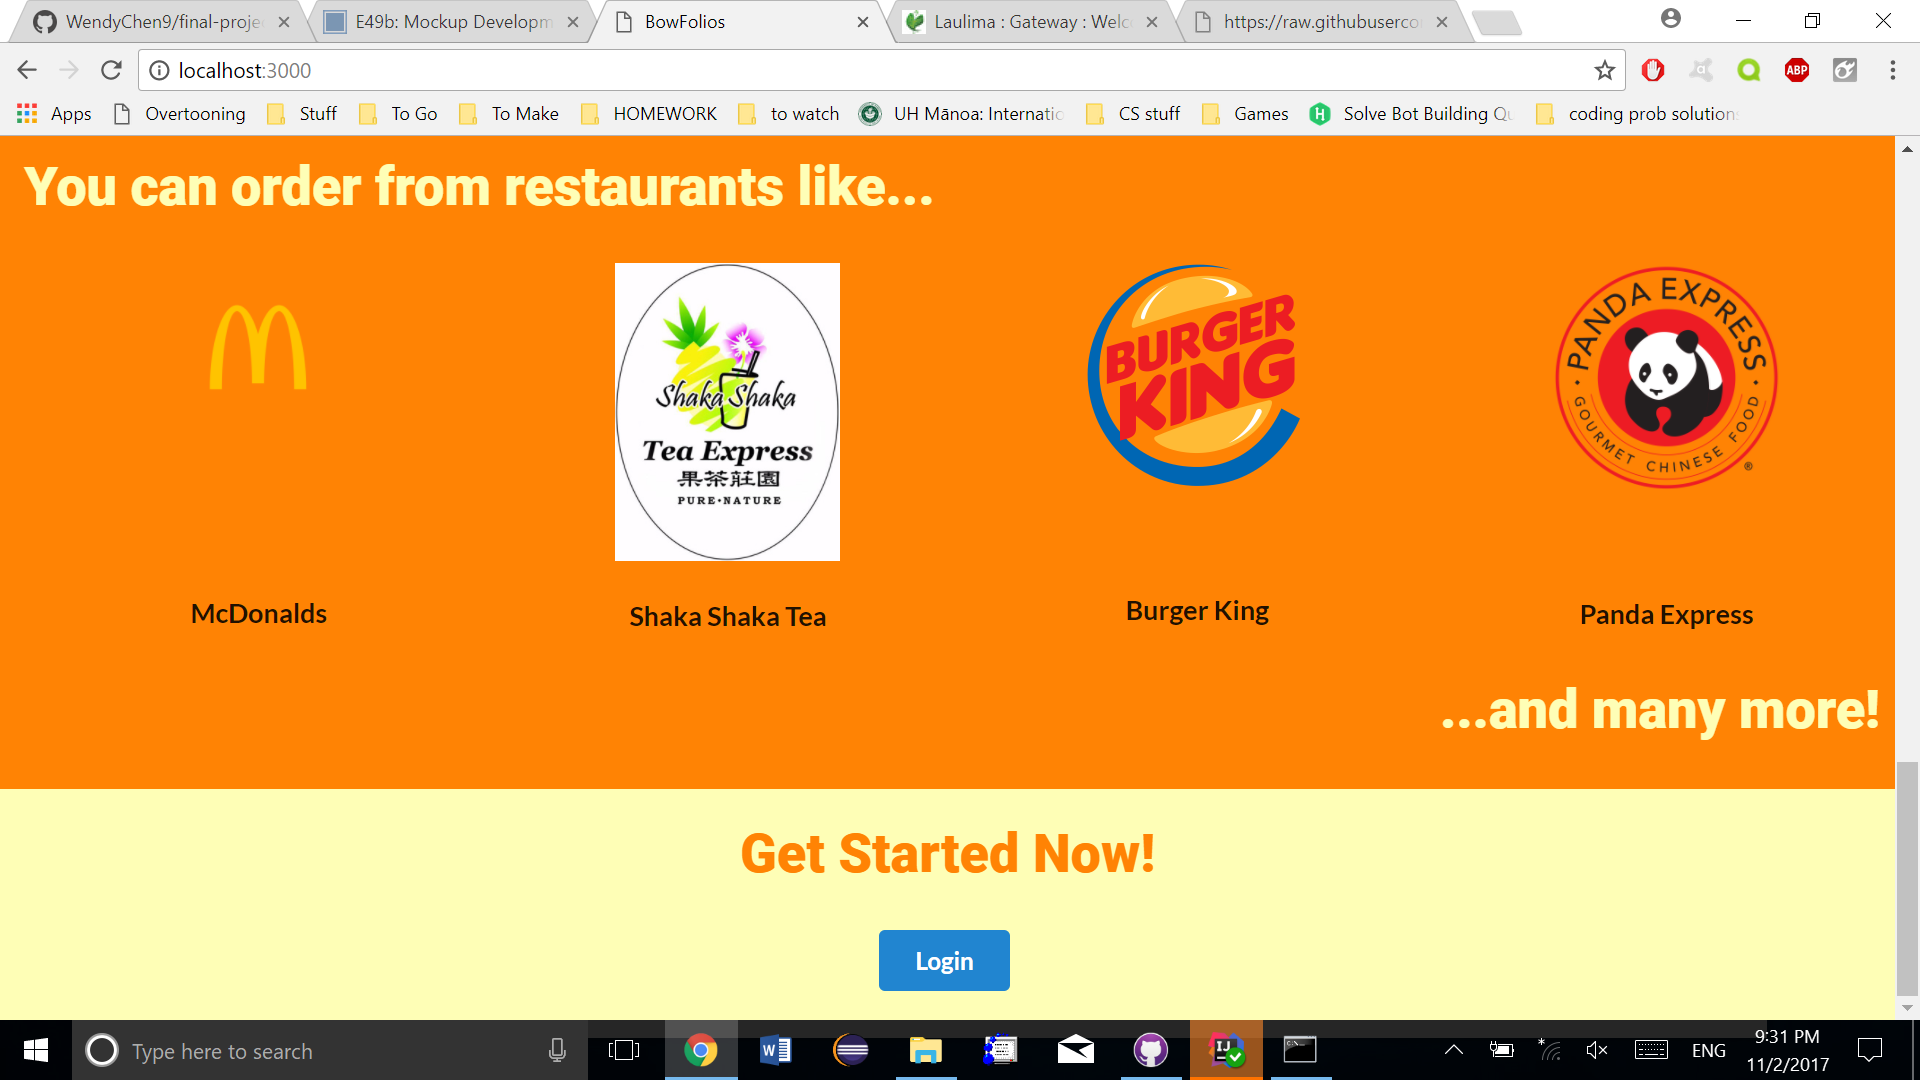 WendyChen9/final-proje
E49b: Mockup Developm
BowFolios
Laulima : Gateway : Welc
https://raw.githubuserco
localhost:3000
ABP
Apps
Overtooning
Stuff
To Go
To Make
HOMEWORK
to watch
UH Mānoa: Internatic
CS stuff
Games
Solve Bot Building Qu
coding prob solution
You can order from restaurants like...
Shaka Shaka
Tea Express
果茶莊園
PURE•NATURE
BURGER
KING
PANDA EXPRESS
GOURMET CHINESE FOOD
McDonalds
Shaka Shaka Tea
Burger King
Panda Express
...and many more!
Get Started Now!
Login
Type here to search
ENG
9:31 PM
11/2/2017